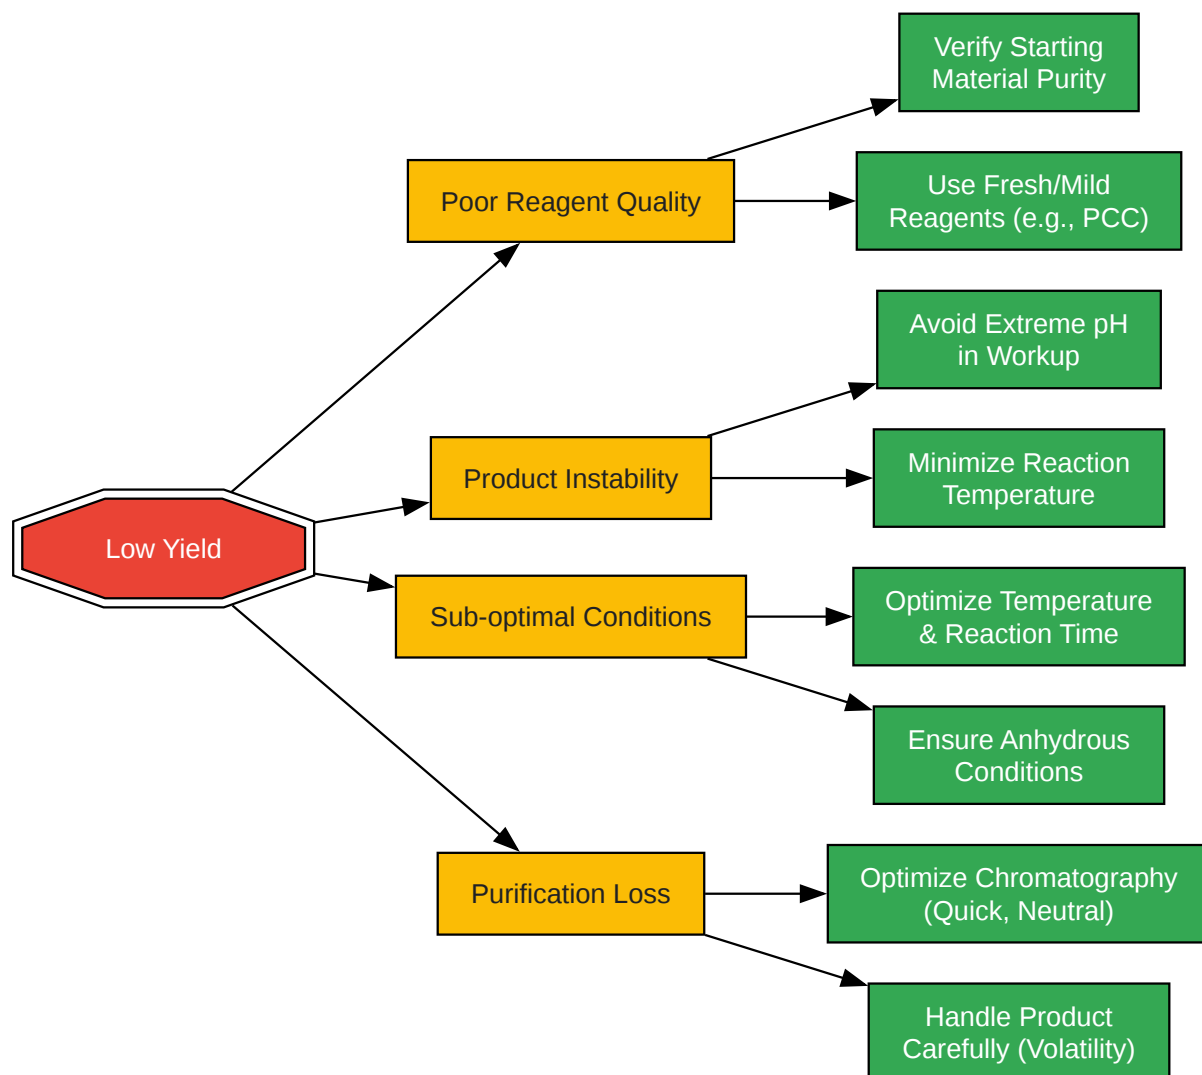 Verify Starting
Material Purity
Poor Reagent Quality
Use Fresh/Mild
Reagents (e.g., PCC)
Avoid Extreme pH
in Workup
Product Instability
Minimize Reaction
Temperature
Low Yield
Sub-optimal Conditions
Optimize Temperature
& Reaction Time
Ensure Anhydrous
Conditions
Purification Loss
Optimize Chromatography
(Quick, Neutral)
Handle Product
Carefully (Volatility)